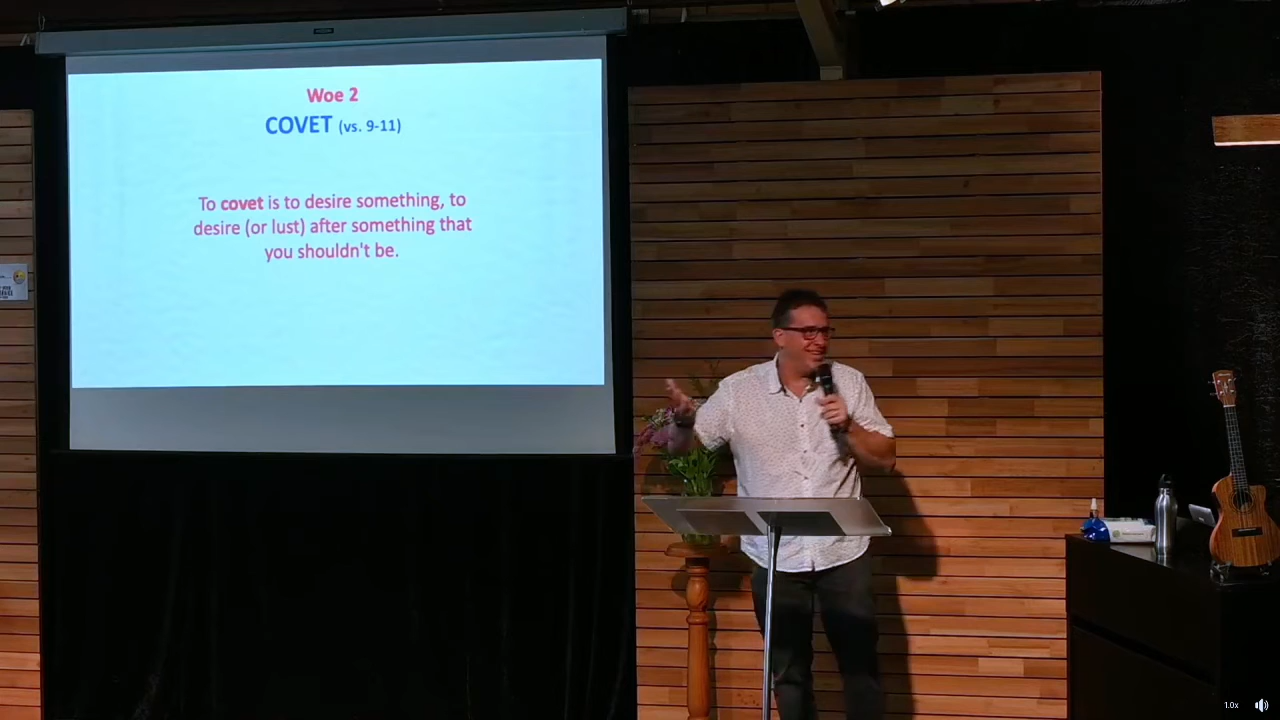 Woe 2
COVET (vs. 9-11)
To covet is to desire something, to
desire (or lust) after something that
you shouldn't be.
1.0x